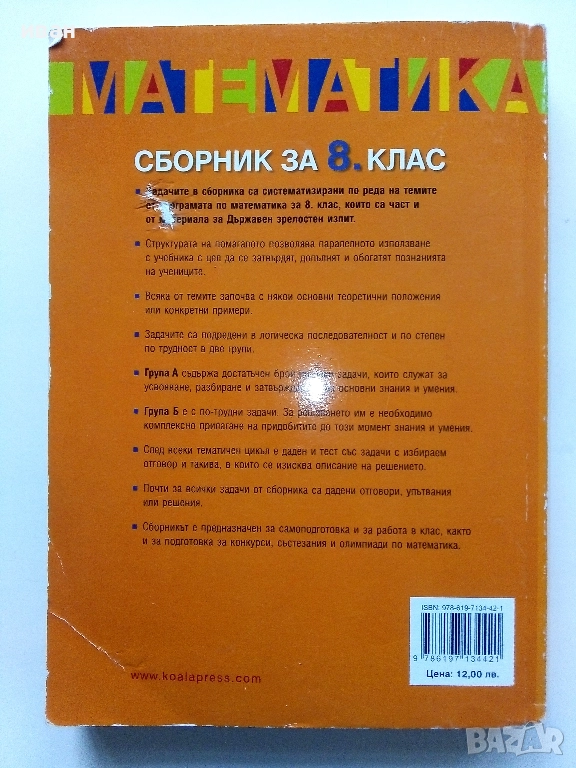 МАТЕМАТИКА
СБОРНИК ЗА 8. КЛАС
Задачите в сборника са систематизирани по реда на темите
от програмата по математика за 8. клас, които са част и
от материала за Държавен зрелостен изпит.
Структурата на помагалото позволява паралелното използване
с учебника с цел да се затвърдят, допълнят и обогатят познанията
на учениците.
Всяка от темите започва с някои основни теоретични положения
или конкретни примери.
Задачите са подредени в логическа последователност и по степен
по трудност в две групи.
Група А съдържа достатъчен брой задачи, които служат за
усвояване, разбиране и затвърждаване на основни знания и умения.
Група Б е с по-трудни задачи. За решаването им е необходимо
комплексно прилагане на придобитите до този момент знания и умения.
След всеки тематичен цикъл е даден и тест със задачи с избираем
отговор и такива, в които се изисква описание на решението.
Почти за всички задачи от сборника са дадени отговори, упътвания
или решения.
Сборникът е предназначен за самоподготовка и за работа в клас, както
и за подготовка за конкурси, състезания и олимпиади по математика.
ISBN: 978-619-7134-42-1
9 786197 134421
Цена: 12,00 лв.
www.koalapress.com
BAZAR